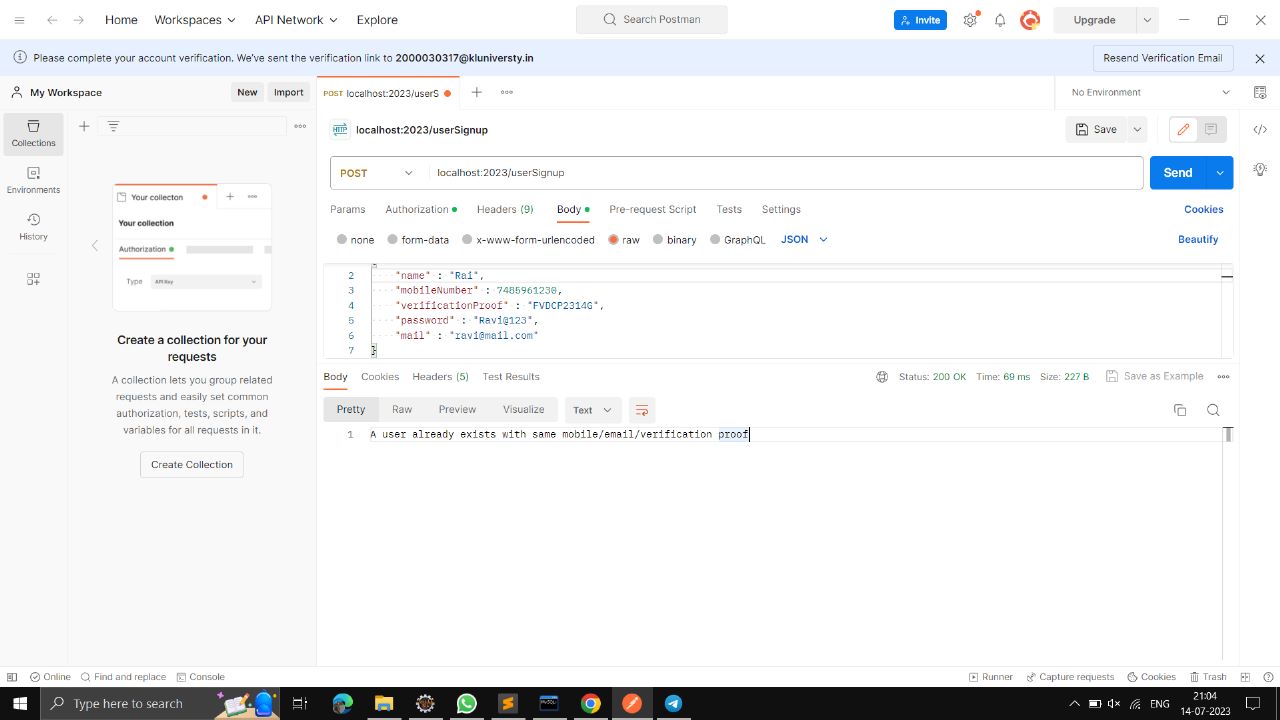 Home Workspaces API Network Explore Search Postman Invite Upgrade
Please complete your account verification. We've sent the verification link to 2000030317@kluniversty.in Resend Verification Email
My Workspace New Import POST localhost:2023/userS No Environment
Collections
Environments
History
Your collecton
Your collection
Authorization
Type API Key
Create a collection for your
requests
A collection lets you group related
requests and easily set common
authorization, tests, scripts, and
variables for all requests in it.
Create Collection
HTTP localhost:2023/userSignup Save
POST localhost:2023/userSignup Send
Params Authorization Headers (9) Body Pre-request Script Tests Settings Cookies
none form-data x-www-form-urlencoded raw binary GraphQL JSON Beautify
2 "name" : "Rai",
3 "mobileNumber" : 7485961230,
4 "verificationProof" : "FVDCP2314G",
5 "password" : "Ravi@123",
6 "mail" : "ravi@mail.com"
7 }
Body Cookies Headers (5) Test Results Status: 200 OK Time: 69 ms Size: 227 B Save as Example
Pretty Raw Preview Visualize Text
1 A user already exists with same mobile/email/verification proof
Online Find and replace Console Runner Capture requests Cookies Trash
Type here to search ENG 21:04
14-07-2023